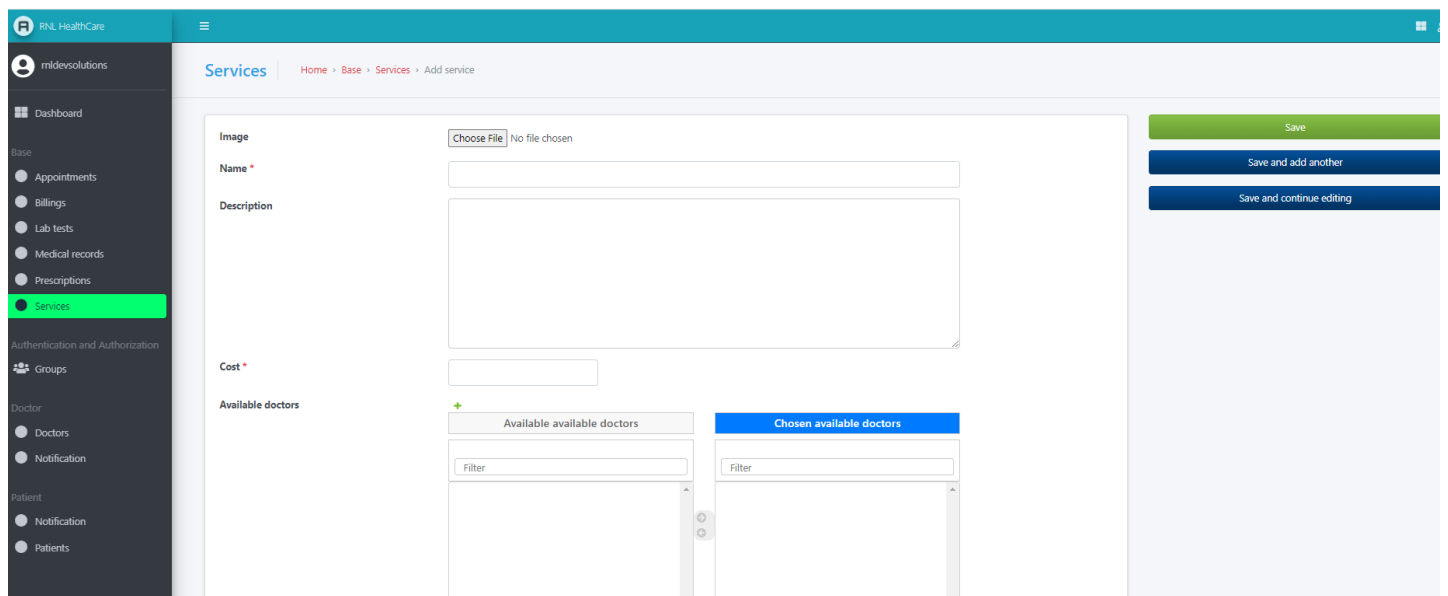 RNL HealthCare
rnldevsolutions
Dashboard
Base
Appointments
Billings
Lab tests
Medical records
Prescriptions
Services
Authentication and Authorization
Groups
Doctor
Doctors
Notification
Patient
Notification
Patients
Services
Home › Base › Services › Add service
Image
Choose File No file chosen
Name *
Description
Cost *
Available doctors
+
Available available doctors
Filter
Chosen available doctors
Filter
Save
Save and add another
Save and continue editing